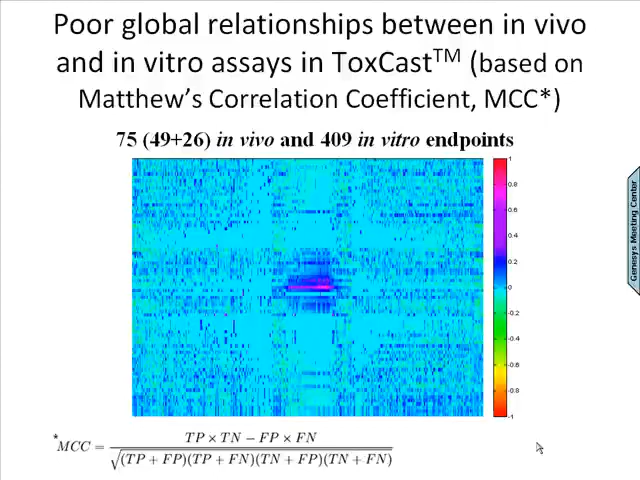 Poor global relationships between in vivo
and in vitro assays in ToxCast™ (based on
Matthew's Correlation Coefficient, MCC*)
75 (49+26) in vivo and 409 in vitro endpoints
1
0.8
0.6
0.4
0.2
0
-0.2
-0.4
-0.6
-0.8
-1
Genesys Meeting Center
*MCC = TP × TN − FP × FN / √(TP + FP)(TP + FN)(TN + FP)(TN + FN)